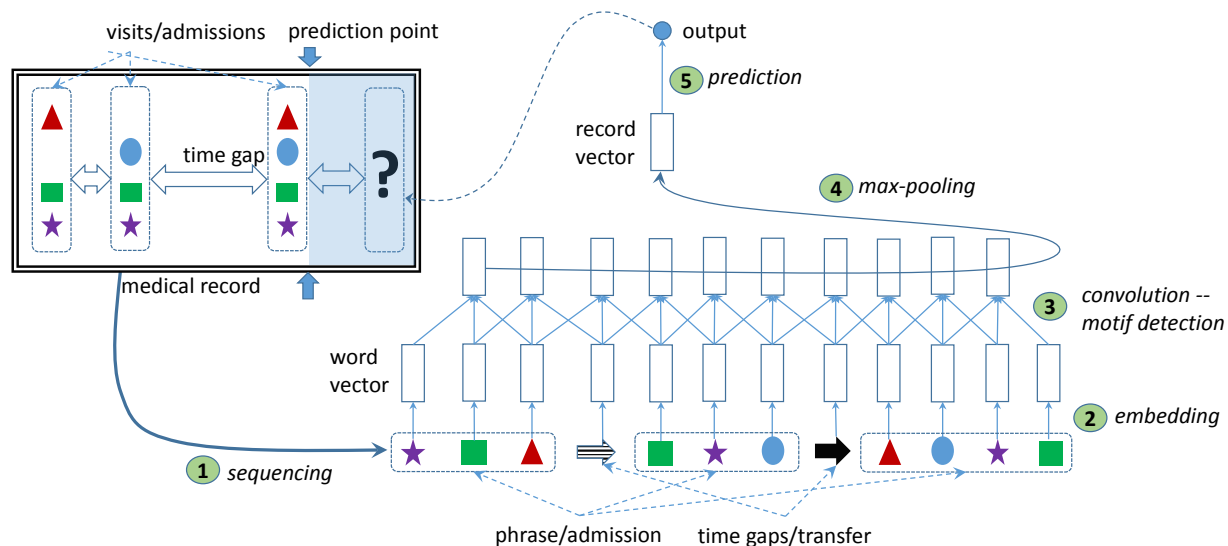 visits/admissions
prediction point
output
5 prediction
time gap
?
record
vector
4 max-pooling
medical record
3 convolution --
motif detection
word
vector
2 embedding
1 sequencing
phrase/admission
time gaps/transfer